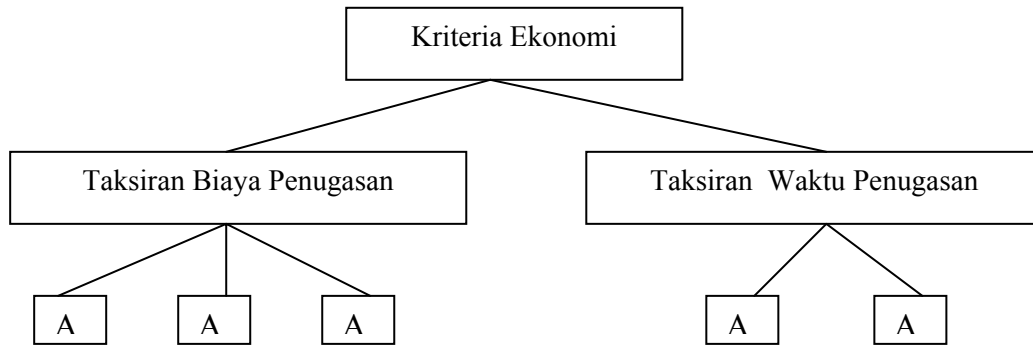 Kriteria Ekonomi
Taksiran Biaya Penugasan
Taksiran Waktu Penugasan
A
A
A
A
A